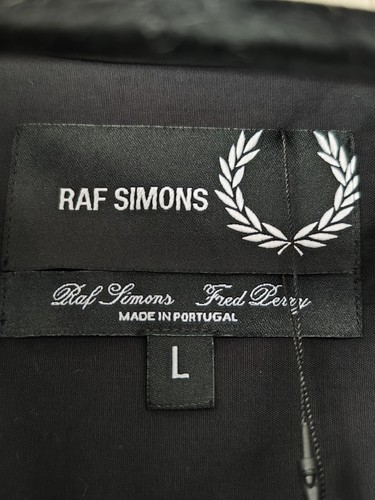 RAF SIMONS
Raf Simons Fred Perry
MADE IN PORTUGAL
L